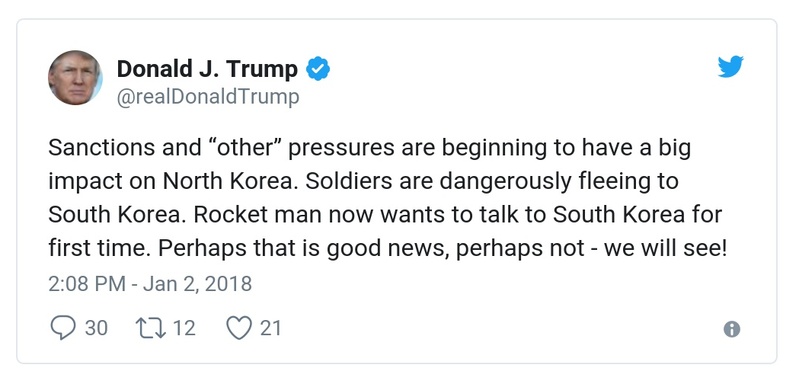 Donald J. Trump
@realDonaldTrump
Sanctions and “other” pressures are beginning to have a big
impact on North Korea. Soldiers are dangerously fleeing to
South Korea. Rocket man now wants to talk to South Korea for
first time. Perhaps that is good news, perhaps not - we will see!
2:08 PM - Jan 2, 2018
30 12 21